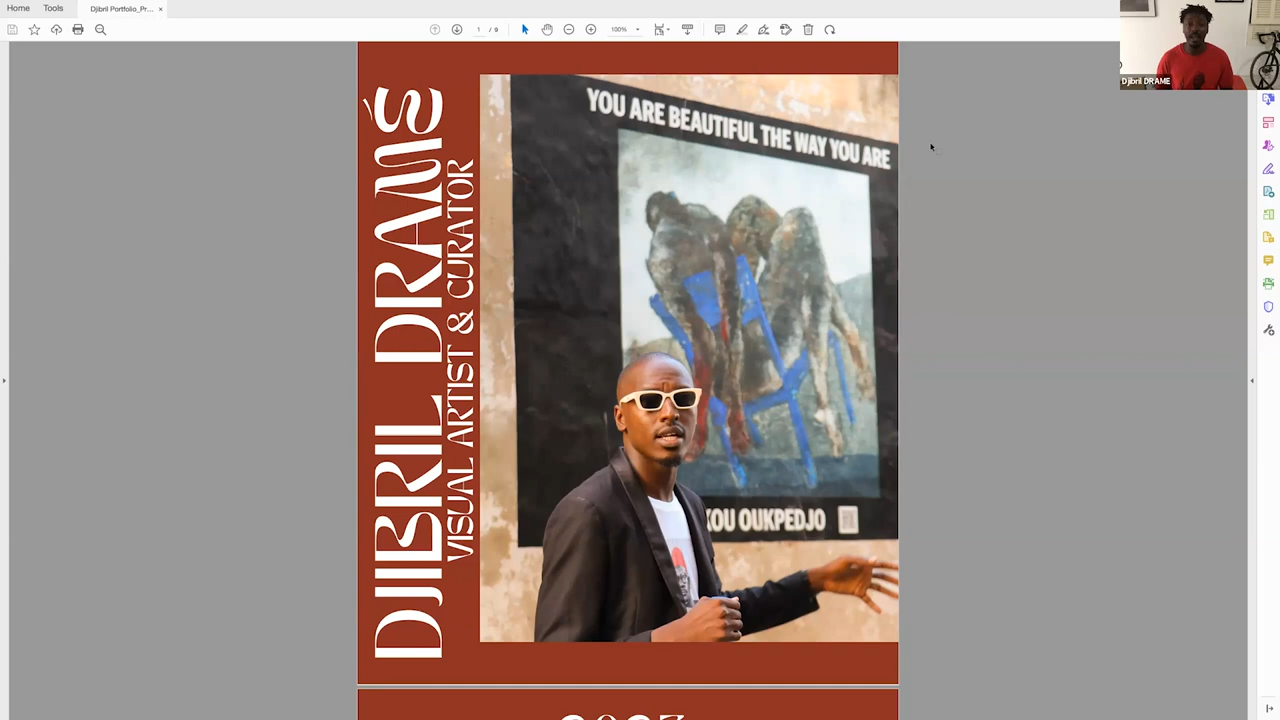 Home
Tools
Djibril Portfolio_Pr...
1 / 9
100%
Djibril DRAME
DJIBRIL DRAMÉ
VISUAL ARTIST & CURATOR
YOU ARE BEAUTIFUL THE WAY YOU ARE
KOU OUKPEDJO